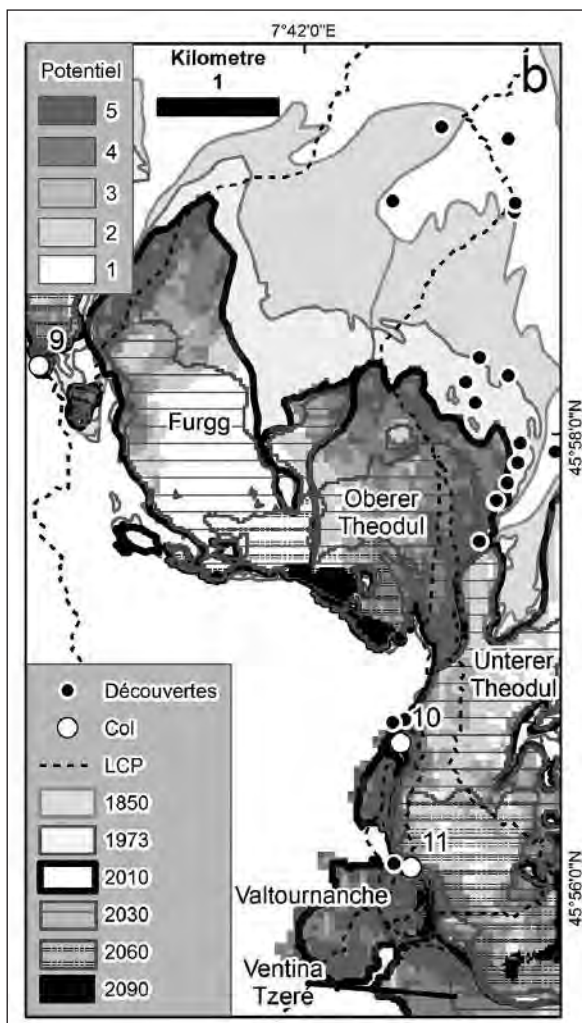 7°42'0"E
Potentiel
5
4
3
2
1
Kilometre
1
b
9
Furgg
Oberer
Theodul
45°58'0"N
Unterer
Theodul
10
11
Valtournanche
Ventina
Tzere
45°56'0"N
Découvertes
Col
LCP
1850
1973
2010
2030
2060
2090